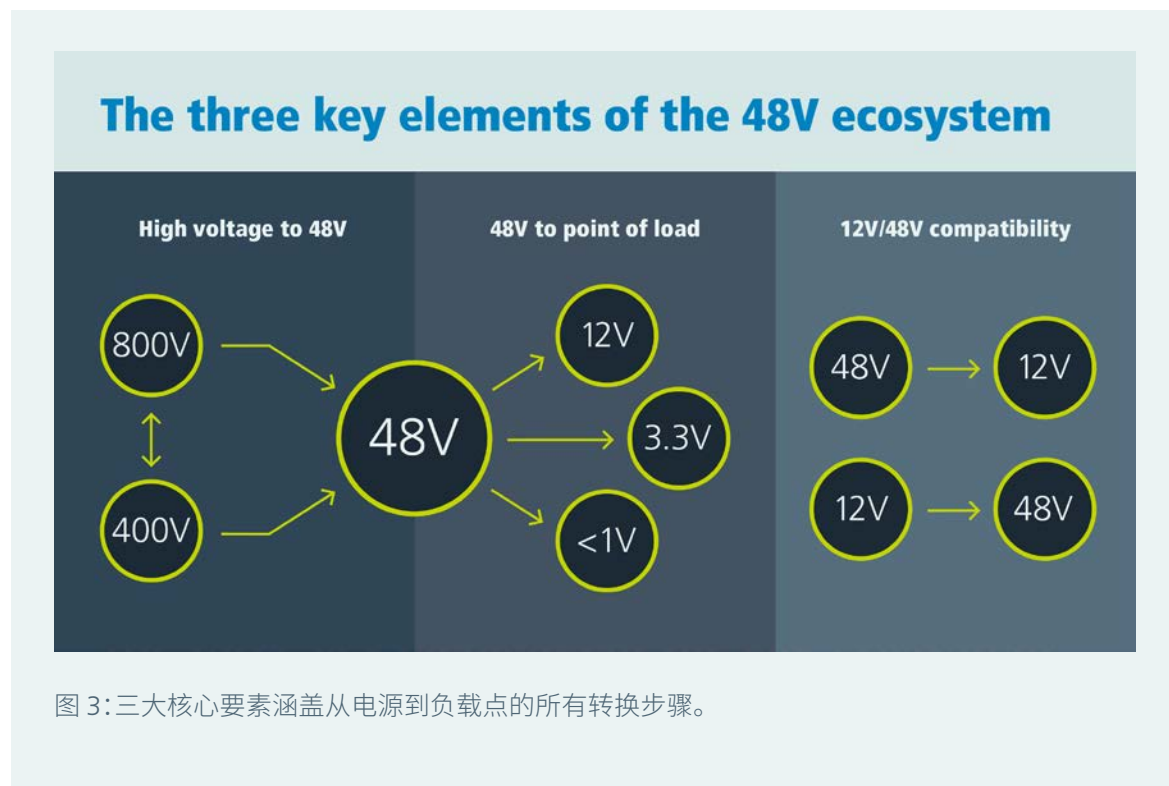 The three key elements of the 48V ecosystem
High voltage to 48V
800V
400V
48V
48V to point of load
12V
3.3V
<1V
12V/48V compatibility
48V
12V
12V
48V
图 3：三大核心要素涵盖从电源到负载点的所有转换步骤。